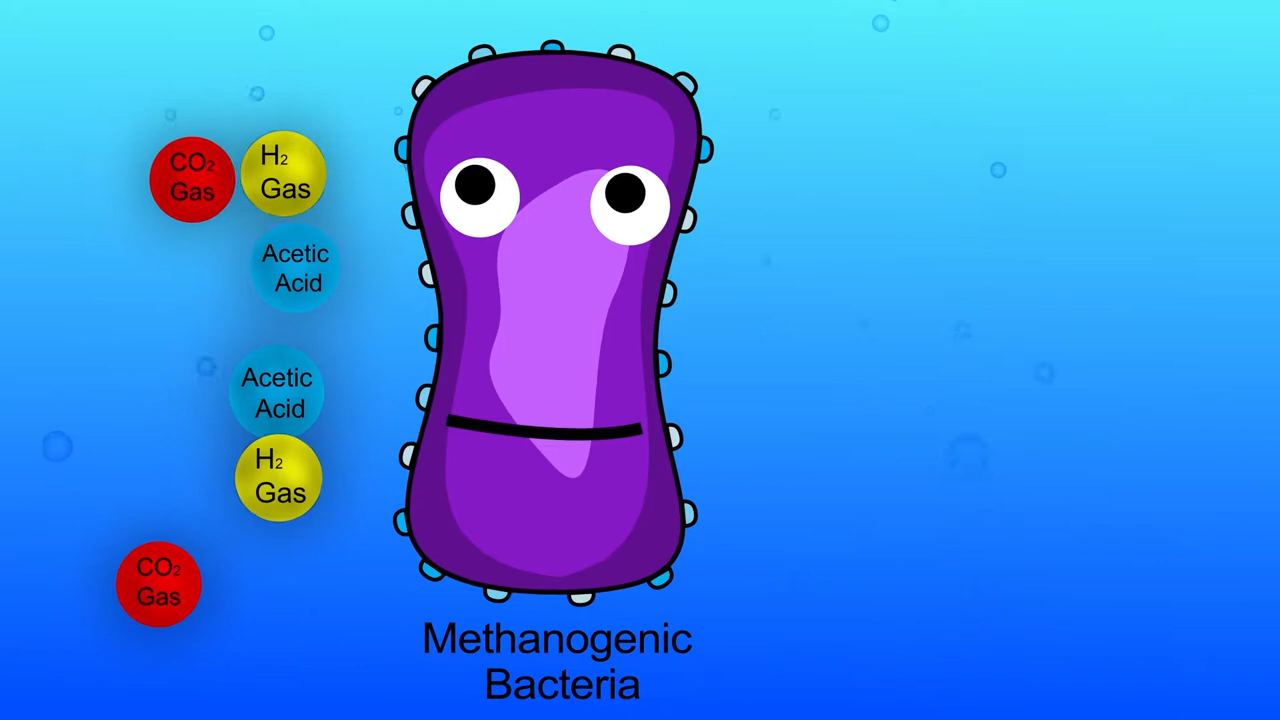 CO₂
Gas
H₂
Gas
Acetic
Acid
Acetic
Acid
H₂
Gas
CO₂
Gas
Methanogenic
Bacteria